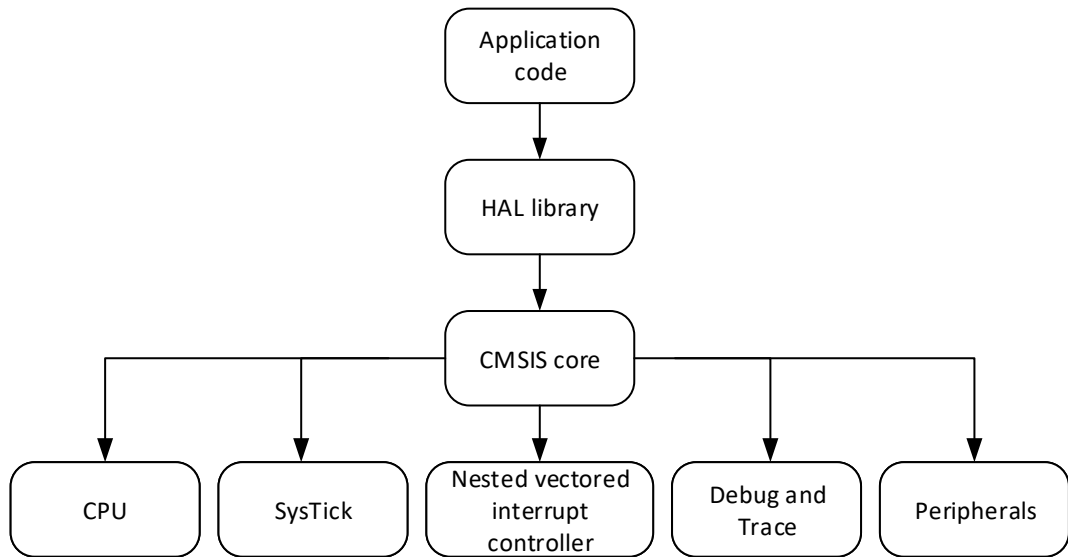 Application
code
HAL library
CMSIS core
CPU
SysTick
Nested vectored
interrupt
controller
Debug and
Trace
Peripherals